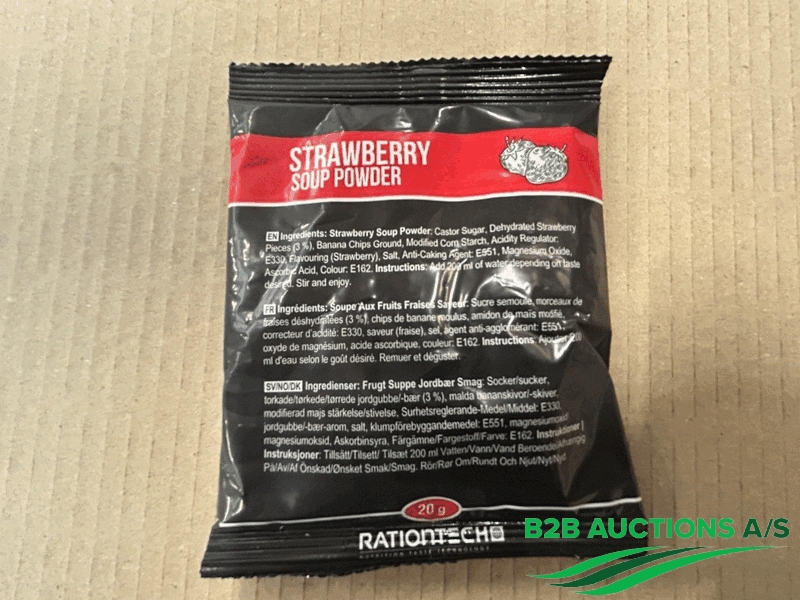 STRAWBERRY
SOUP POWDER
EN Ingredients: Strawberry Soup Powder: Castor Sugar, Dehydrated Strawberry
Pieces (3 %), Banana Chips Ground, Modified Corn Starch, Acidity Regulator:
E330, Flavouring (Strawberry), Salt, Anti-Caking Agent: E551, Magnesium Oxide,
Ascorbic Acid, Colour: E162. Instructions: Add 200 ml of water depending on taste
desired. Stir and enjoy.
FR Ingrédients: Soupe Aux Fruits Fraises Saveur: Sucre semoule, morceaux de
fraises déshydratées (3 %), chips de banane moulus, amidon de maïs modifié,
correcteur d'acidité: E330, saveur (fraise), sel, agent anti-agglomérant: E551,
oxyde de magnésium, acide ascorbique, couleur: E162. Instructions: Ajouter 200
ml d'eau selon le goût désiré. Remuer et déguster.
SV/NO/DK Ingredienser: Frugt Suppe Jordbær Smag: Socker/sucker,
torkade/tørkede/tørrede jordgubbe/-bær (3 %), malda bananskivor/-skiver,
modifierad majs stärkelse/stivelse, Surhetsreglerande-Medel/Middel: E330,
jordgubbe/-bær-arom, salt, klumpförebyggandemedel: E551, magnesiumoxid/
magnesiumoksid, Askorbinsyra, Färgämne/Fargestoff/Farve: E162. Instruktioner |
Instruksjoner: Tillsätt/Tilsett/ Tilsæt 200 ml Vatten/Vann/Vand Beroende/Afhængig
På/Av/Af Önskad/Ønsket Smak/Smag. Rör/Rør Om/Rundt Och Njut/Nyt/Nyd
20 g
RATIONTECH
NUTRITION TASTE TECHNOLOGY
B2B AUCTIONS A/S